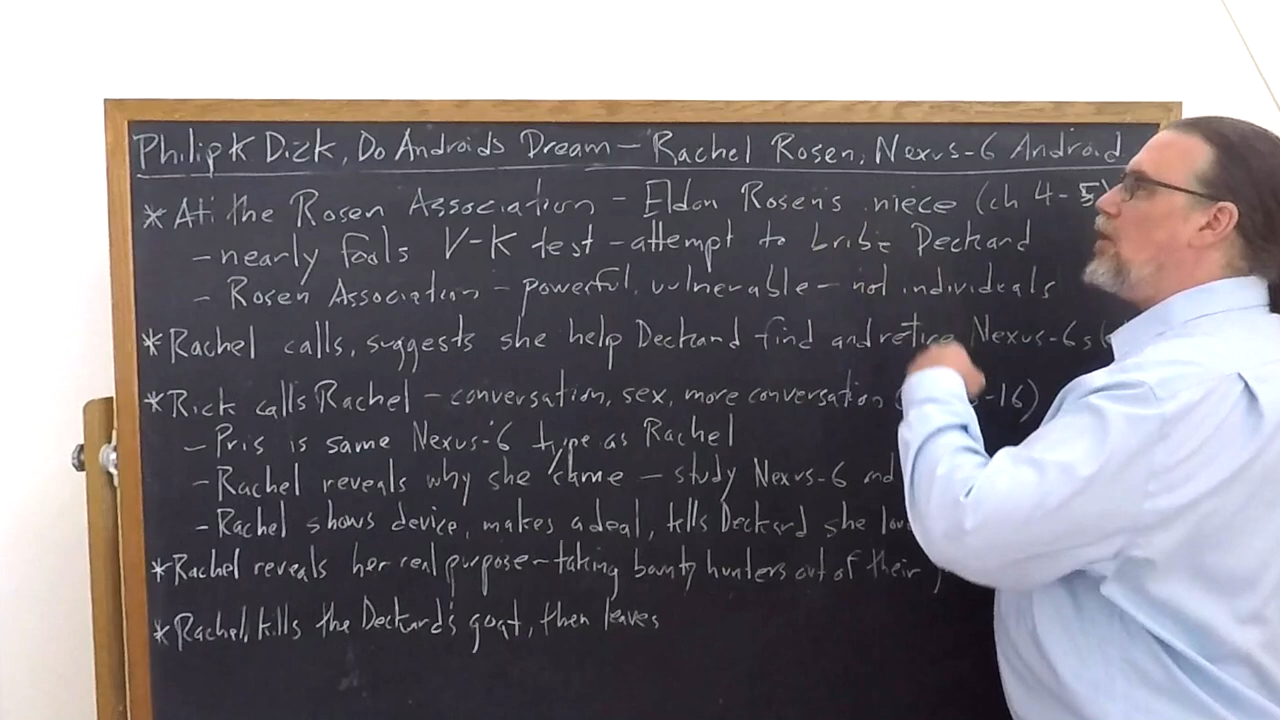 Philip K Dick, Do Androids Dream — Rachel Rosen, Nexus-6 Android
* At the Rosen Association - Eldon Rosen's niece (ch 4-5)
- nearly fools V-K test - attempt to bribe Deckard
- Rosen Association - powerful, vulnerable - not individuals
* Rachel calls, suggests she help Deckard find and retire Nexus-6s
* Rick calls Rachel - conversation, sex, more conversation -16)
- Pris is same Nexus-6 type as Rachel
- Rachel reveals why she came - study Nexus-6 and
- Rachel shows device, makes a deal, tells Deckard she
* Rachel reveals her real purpose - taking bounty hunters out of their
* Rachel kills the Deckard's goat, then leaves